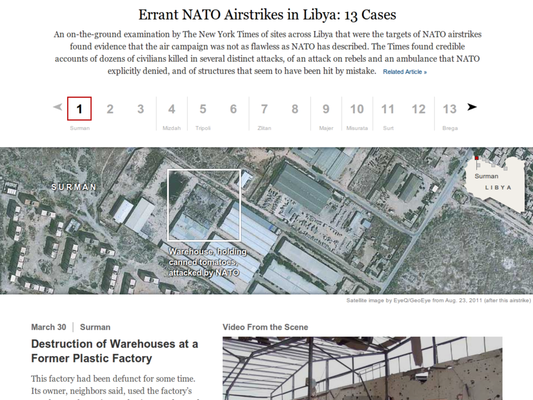 Errant NATO Airstrikes in Libya: 13 Cases
An on-the-ground examination by The New York Times of sites across Libya that were the targets of NATO airstrikes
found evidence that the air campaign was not as flawless as NATO has described. The Times found credible
accounts of dozens of civilians killed in several distinct attacks, of an attack on rebels and an ambulance that NATO
explicitly denied, and of structures that seem to have been hit by mistake. Related Article »
1 2 3 4 5 6 7 8 9 10 11 12 13
Surman Mizdah Tripoli Zlitan Majer Misurata Surt Brega
SURMAN
Surman
LIBYA
Warehouse, holding
canned tomatoes,
attacked by NATO
Satellite image by EyeQ/GeoEye from Aug. 23, 2011 (after this airstrike)
March 30 | Surman
Video From the Scene
Destruction of Warehouses at a
Former Plastic Factory
This factory had been defunct for some time.
Its owner, neighbors said, used the factory's